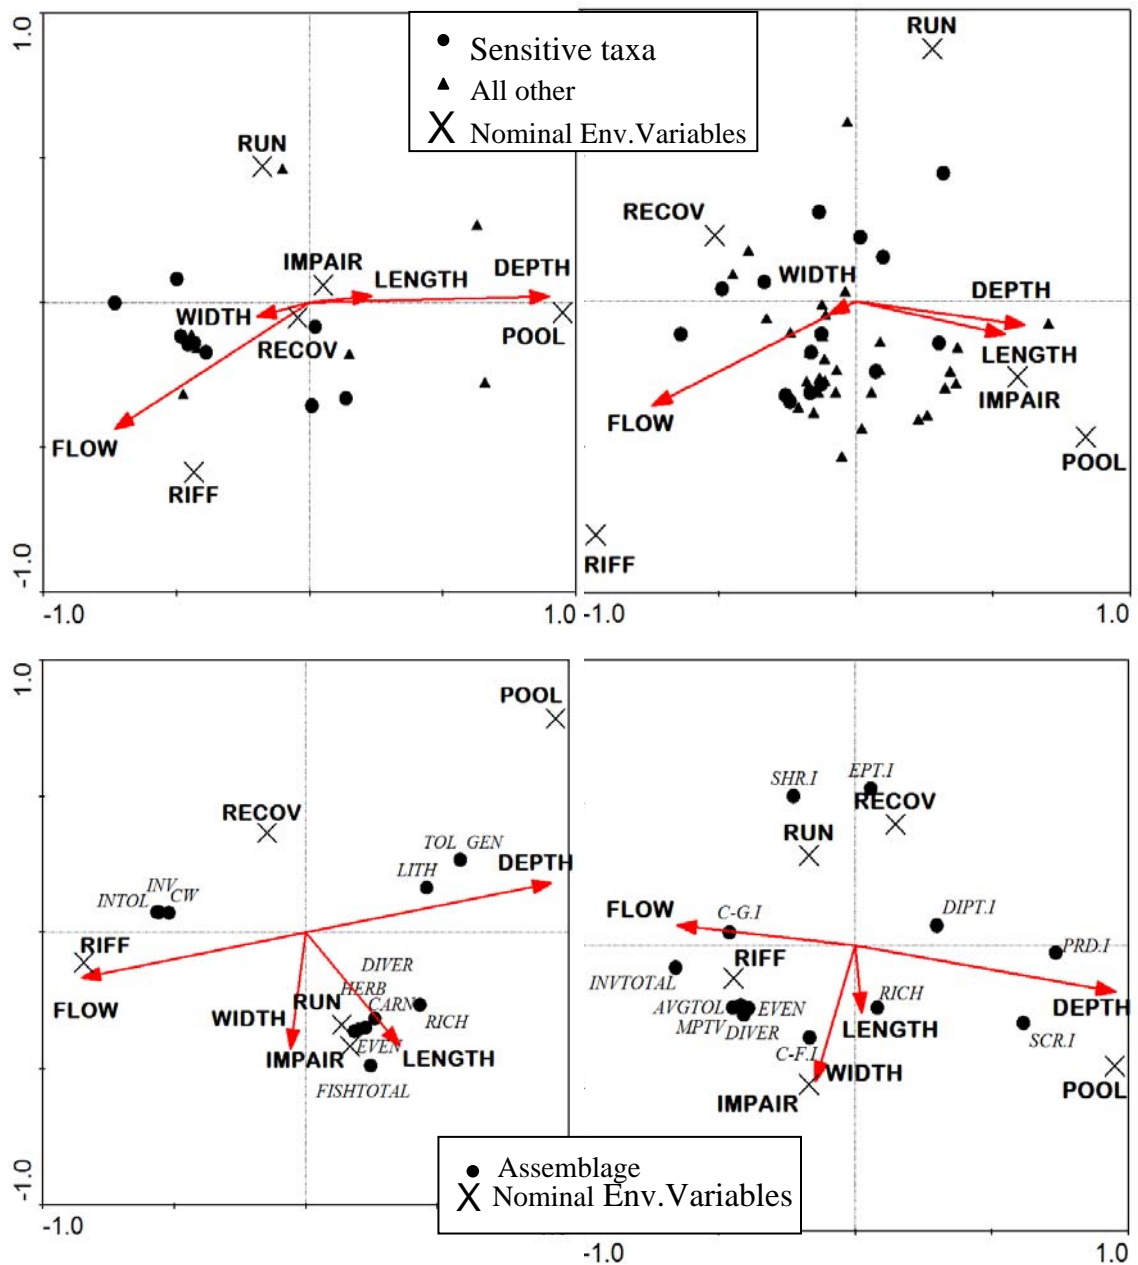 1.0
Sensitive taxa
All other
Nominal Env.Variables
RUN
IMPAIR
LENGTH
DEPTH
WIDTH
RECOV
POOL
FLOW
RIFF
-1.0
-1.0
1.0
RUN
RECOV
WIDTH
DEPTH
LENGTH
IMPAIR
FLOW
POOL
RIFF
-1.0
1.0
1.0
POOL
RECOV
TOL GEN
DEPTH
LITH
INV
INTOL CW
RIFF
FLOW
DIVER
HERB
RUN
CARN
WIDTH
RICH
IMPAIR
EVEN
LENGTH
FISHTOTAL
-1.0
-1.0
SHR.I
EPT.I
RECOV
RUN
FLOW
C-G.I
DIPT.I
PRD.I
RIFF
INVTOTAL
AVGTOL
EVEN
RICH
DEPTH
MPTV
DIVER
LENGTH
SCR.I
C-F.I
WIDTH
POOL
IMPAIR
Assemblage
Nominal Env.Variables
-1.0
1.0